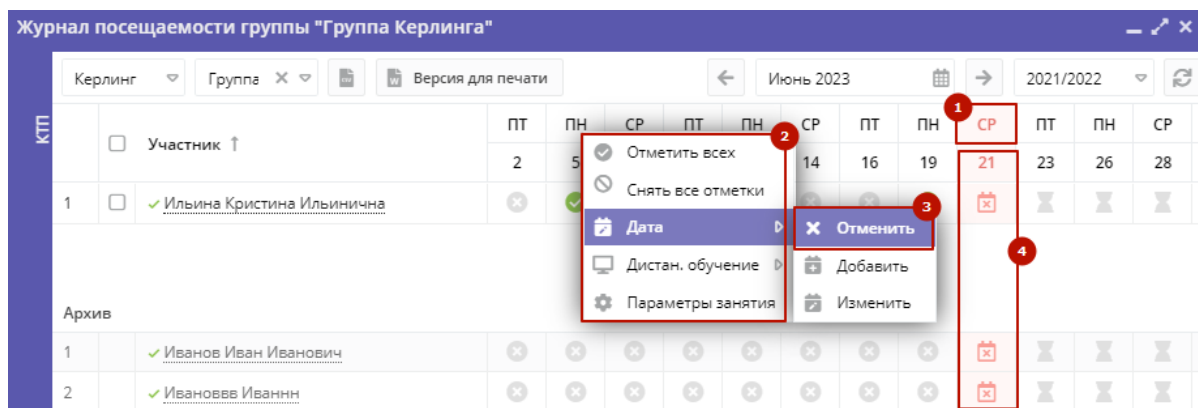 Журнал посещаемости группы "Группа Керлинга"
Керлинг Группа Версия для печати Июнь 2023 2021/2022
КТП
Участник ↑ ПТ ПН СР ПТ ПН СР ПТ ПН СР ПТ ПН СР
2 5 14 16 19 21 23 26 28
1 Ильина Кристина Ильинична
1
2
Отметить всех
Снять все отметки
Дата
Дистан. обучение
Параметры занятия
3
Отменить
Добавить
Изменить
4
Архив
1 Иванов Иван Иванович
2 Ивановвв Иваннн